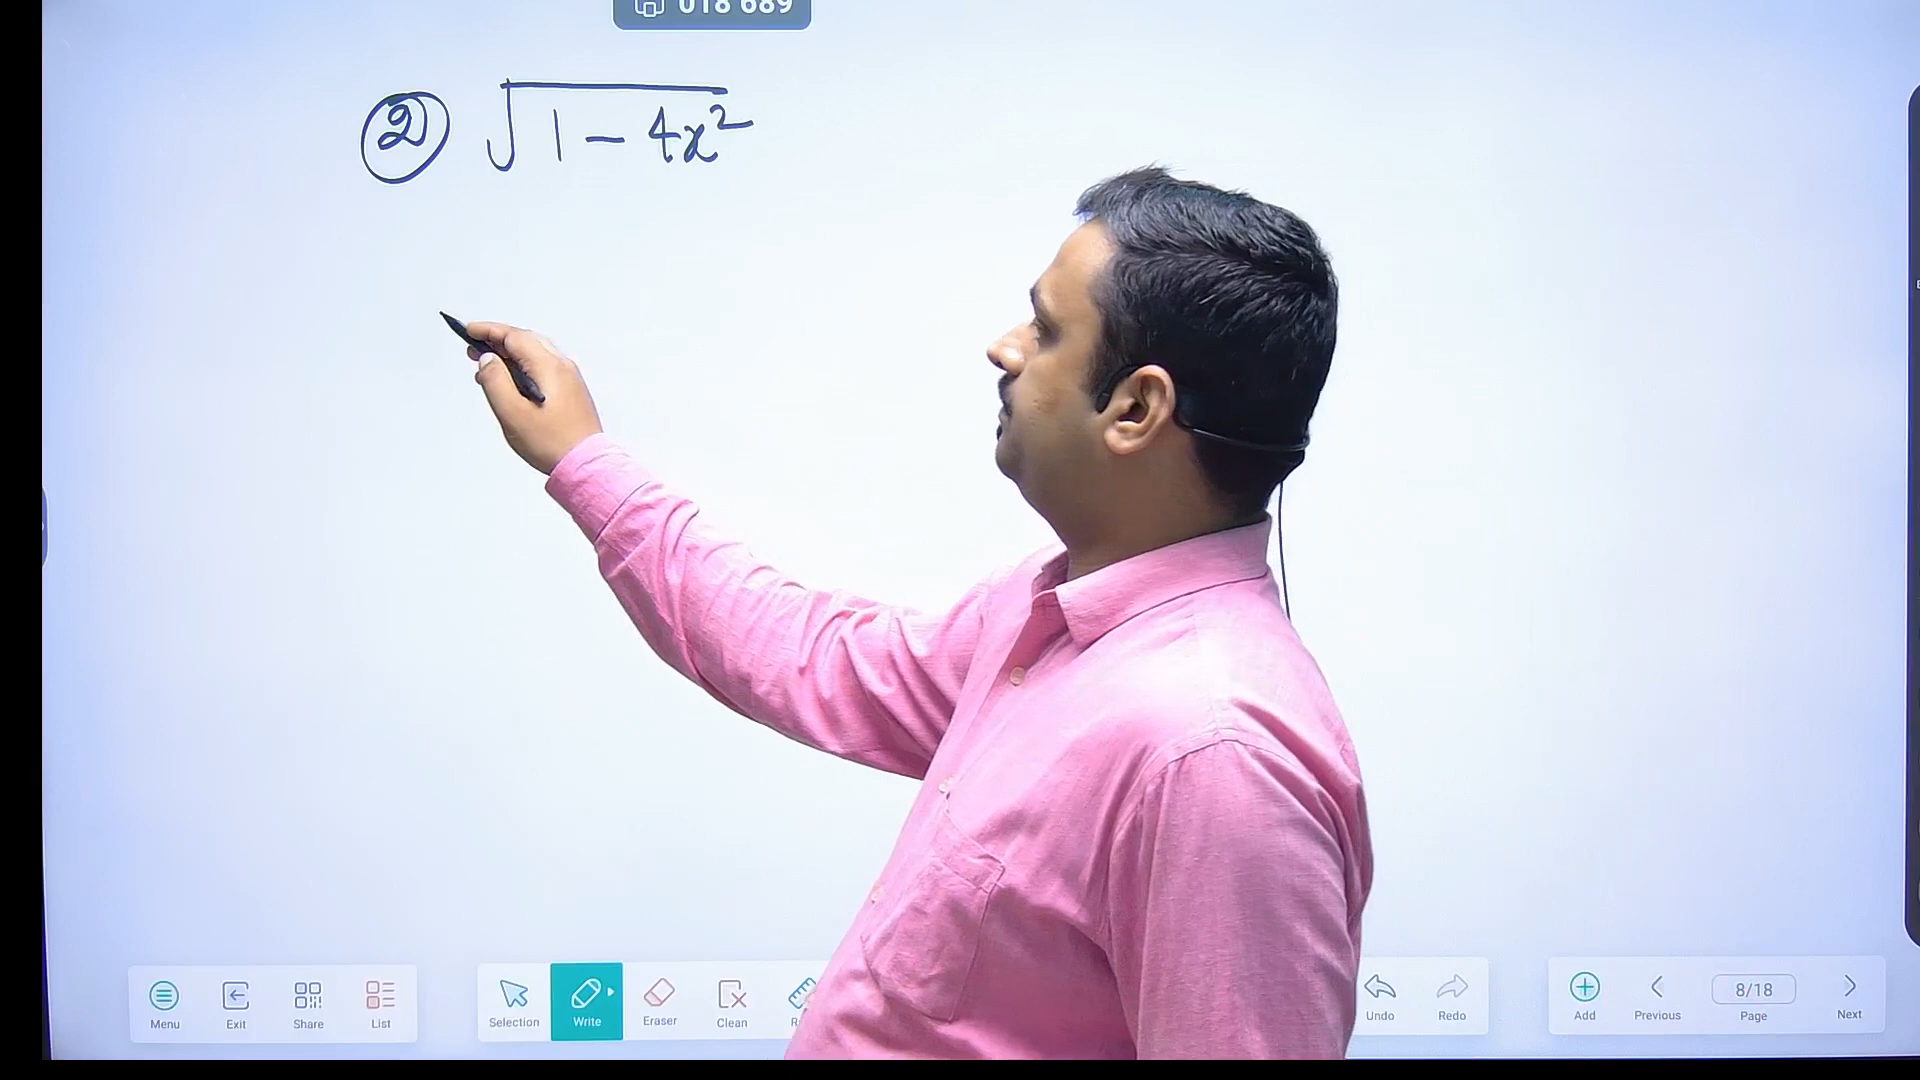 018 689
② √1-4x²
Menu
Exit
Share
List
Selection
Write
Eraser
Clean
Undo
Redo
Add
Previous
8/18
Page
Next